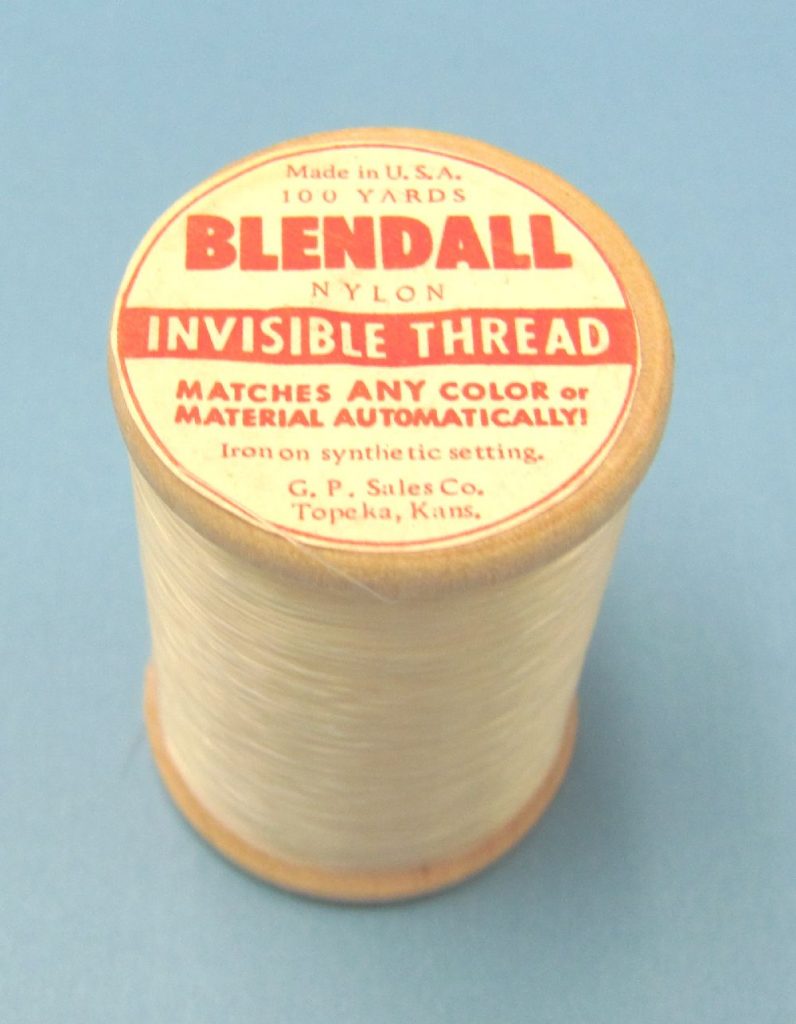 Made in U.S.A.
100 YARDS
BLENDALL
NYLON
INVISIBLE THREAD
MATCHES ANY COLOR or
MATERIAL AUTOMATICALLY!
Iron on synthetic setting.
G. P. Sales Co.
Topeka, Kans.